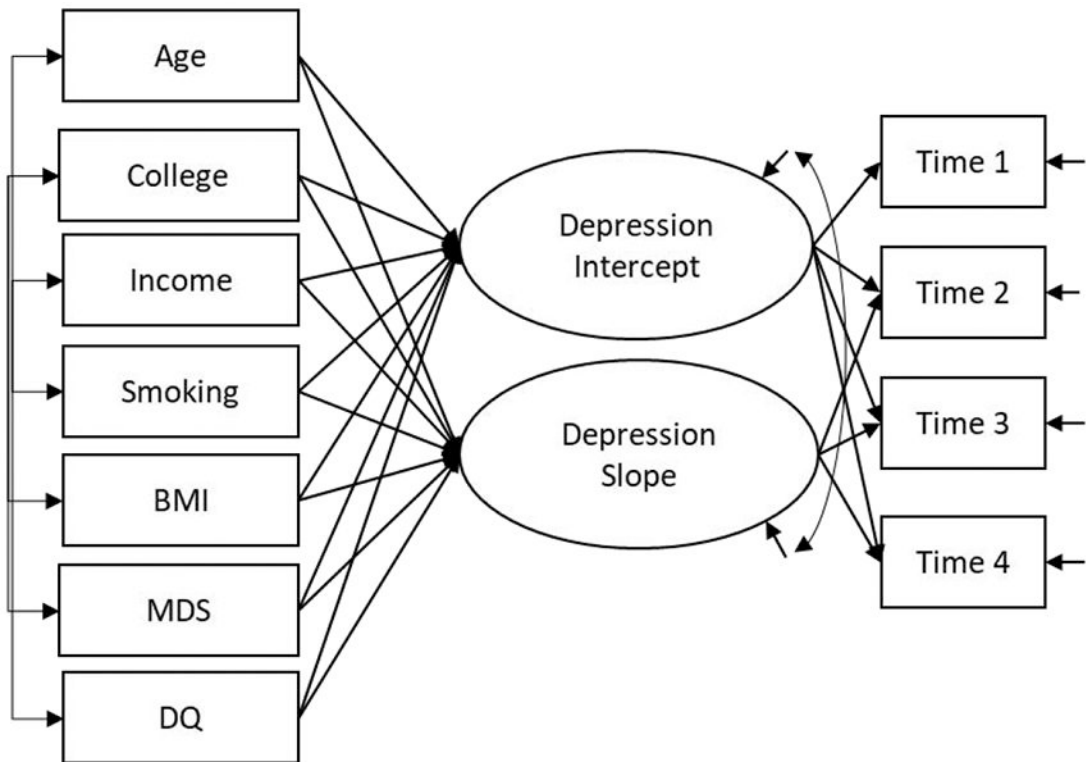 Age
College
Income
Smoking
BMI
MDS
DQ
Depression
Intercept
Depression
Slope
Time 1
Time 2
Time 3
Time 4